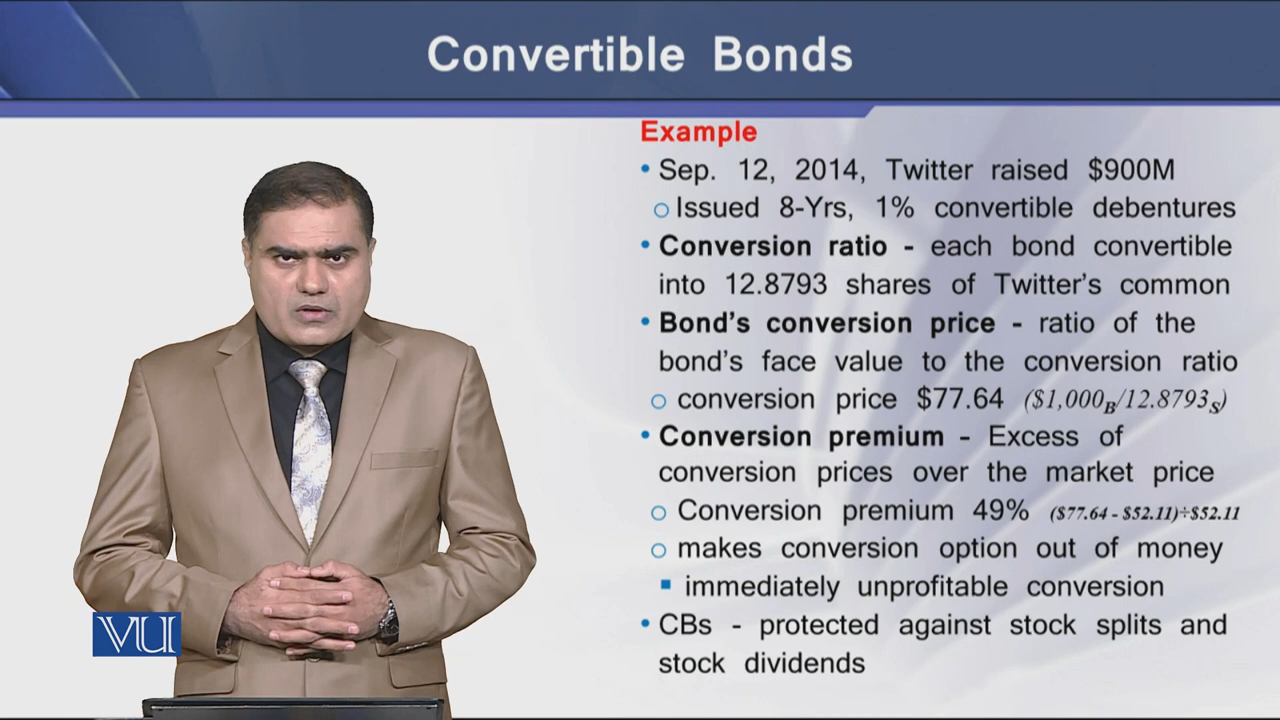 Convertible Bonds
Example
• Sep. 12, 2014, Twitter raised $900M
○ Issued 8-Yrs, 1% convertible debentures
• Conversion ratio - each bond convertible
into 12.8793 shares of Twitter's common
• Bond's conversion price - ratio of the
bond's face value to the conversion ratio
○ conversion price $77.64 ($1,000B/12.8793S)
• Conversion premium - Excess of
conversion prices over the market price
○ Conversion premium 49% ($77.64 - $52.11)÷$52.11
○ makes conversion option out of money
▪ immediately unprofitable conversion
• CBs - protected against stock splits and
stock dividends
VU